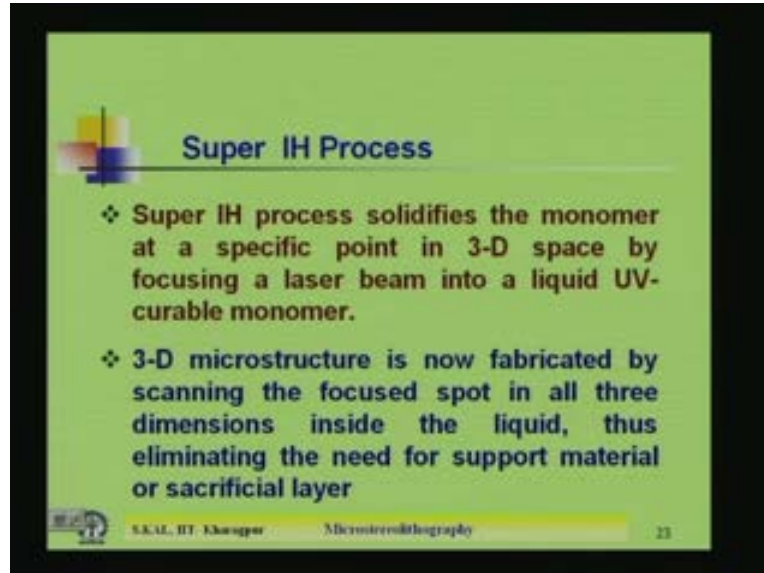 Super IH Process
❖ Super IH process solidifies the monomer
at a specific point in 3-D space by
focusing a laser beam into a liquid UV-
curable monomer.
❖ 3-D microstructure is now fabricated by
scanning the focused spot in all three
dimensions inside the liquid, thus
eliminating the need for support material
or sacrificial layer
S.KAL, IIT- Kharagpur Microstereolithography 23